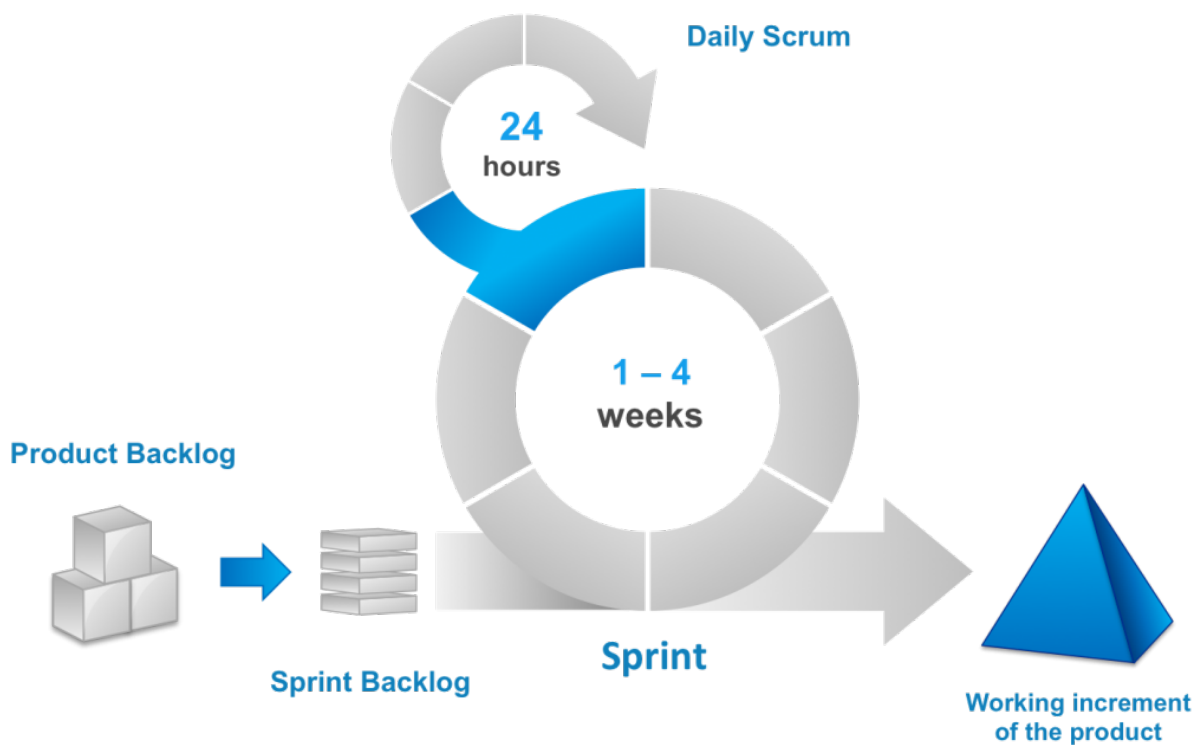 Daily Scrum
24
hours
1 – 4
weeks
Product Backlog
Sprint Backlog
Sprint
Working increment
of the product